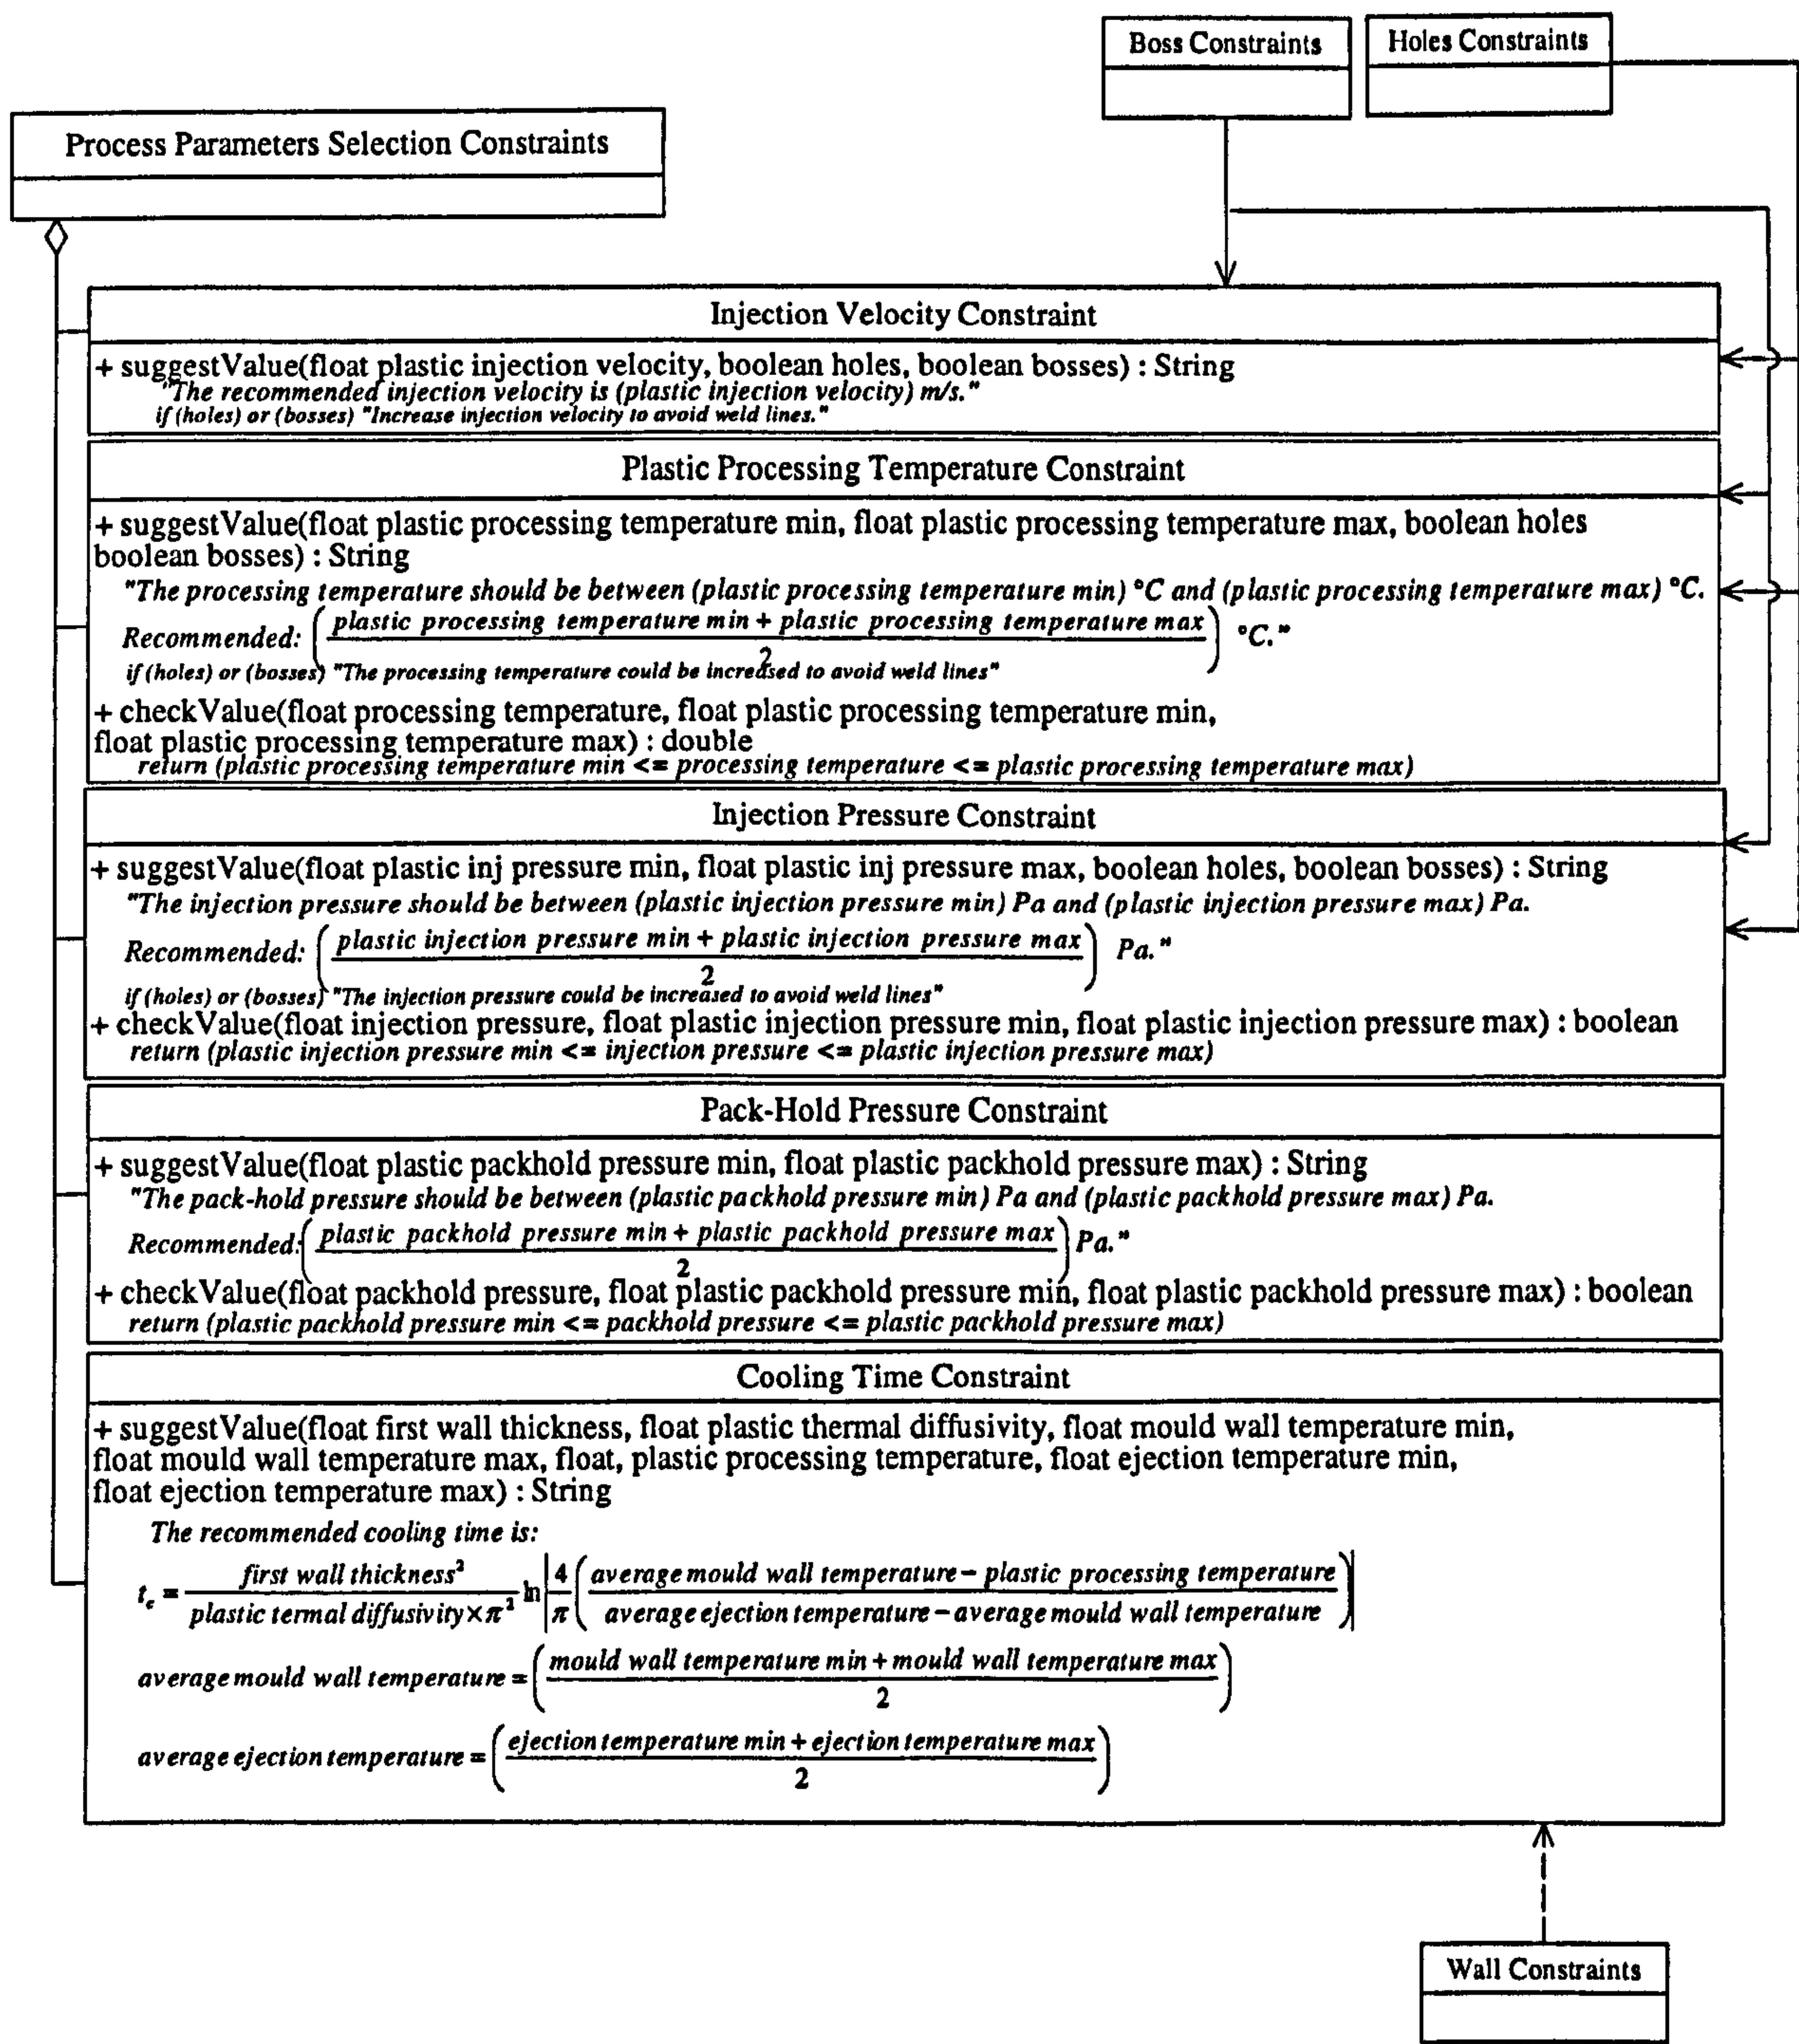 Boss Constraints
Holes Constraints
Process Parameters Selection Constraints
Injection Velocity Constraint
+ suggestValue(float plastic injection velocity, boolean holes, boolean bosses) : String
"The recommended injection velocity is (plastic injection velocity) m/s."
if (holes) or (bosses) "Increase injection velocity to avoid weld lines."
Plastic Processing Temperature Constraint
+ suggestValue(float plastic processing temperature min, float plastic processing temperature max, boolean holes
boolean bosses) : String
"The processing temperature should be between (plastic processing temperature min) °C and (plastic processing temperature max) °C.
Recommended: ( plastic processing temperature min + plastic processing temperature max / 2 ) °C."
if (holes) or (bosses) "The processing temperature could be increased to avoid weld lines"
+ checkValue(float processing temperature, float plastic processing temperature min,
float plastic processing temperature max) : double
return (plastic processing temperature min <= processing temperature <= plastic processing temperature max)
Injection Pressure Constraint
+ suggestValue(float plastic inj pressure min, float plastic inj pressure max, boolean holes, boolean bosses) : String
"The injection pressure should be between (plastic injection pressure min) Pa and (plastic injection pressure max) Pa.
Recommended: ( plastic injection pressure min + plastic injection pressure max / 2 ) Pa."
if (holes) or (bosses) "The injection pressure could be increased to avoid weld lines"
+ checkValue(float injection pressure, float plastic injection pressure min, float plastic injection pressure max) : boolean
return (plastic injection pressure min <= injection pressure <= plastic injection pressure max)
Pack-Hold Pressure Constraint
+ suggestValue(float plastic packhold pressure min, float plastic packhold pressure max) : String
"The pack-hold pressure should be between (plastic packhold pressure min) Pa and (plastic packhold pressure max) Pa.
Recommended: ( plastic packhold pressure min + plastic packhold pressure max / 2 ) Pa."
+ checkValue(float packhold pressure, float plastic packhold pressure min, float plastic packhold pressure max) : boolean
return (plastic packhold pressure min <= packhold pressure <= plastic packhold pressure max)
Cooling Time Constraint
+ suggestValue(float first wall thickness, float plastic thermal diffusivity, float mould wall temperature min,
float mould wall temperature max, float, plastic processing temperature, float ejection temperature min,
float ejection temperature max) : String
The recommended cooling time is:
t_c = first wall thickness² / plastic termal diffusivity × π² ln | 4 / π ( average mould wall temperature – plastic processing temperature / average ejection temperature – average mould wall temperature ) |
average mould wall temperature = ( mould wall temperature min + mould wall temperature max / 2 )
average ejection temperature = ( ejection temperature min + ejection temperature max / 2 )
Wall Constraints